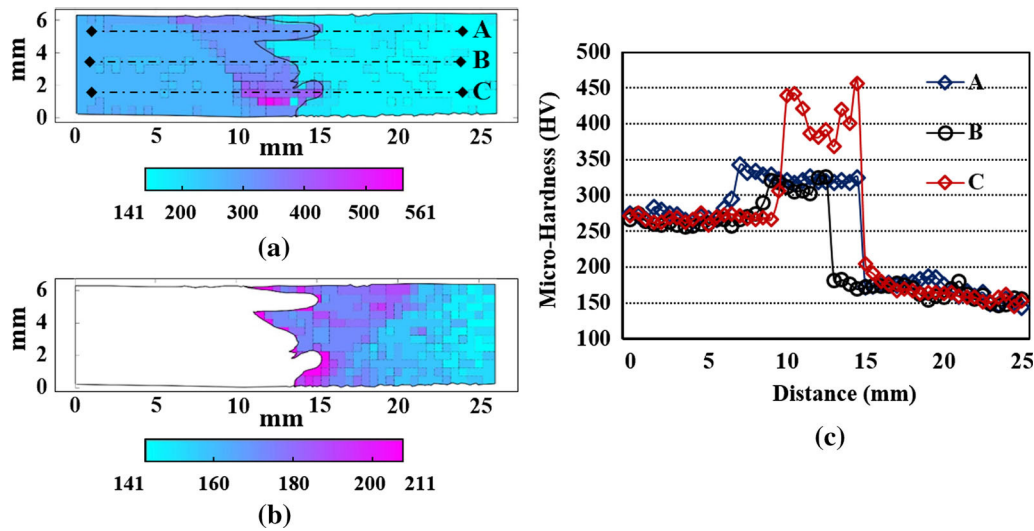 6
4
2
0
mm
A
B
C
0 5 10 15 20 25
mm
141 200 300 400 500 561
(a)
6
4
2
0
mm
0 5 10 15 20 25
mm
141 160 180 200 211
(b)
500
450
400
350
300
250
200
150
100
Micro-Hardness (HV)
A
B
C
0 5 10 15 20 25
Distance (mm)
(c)